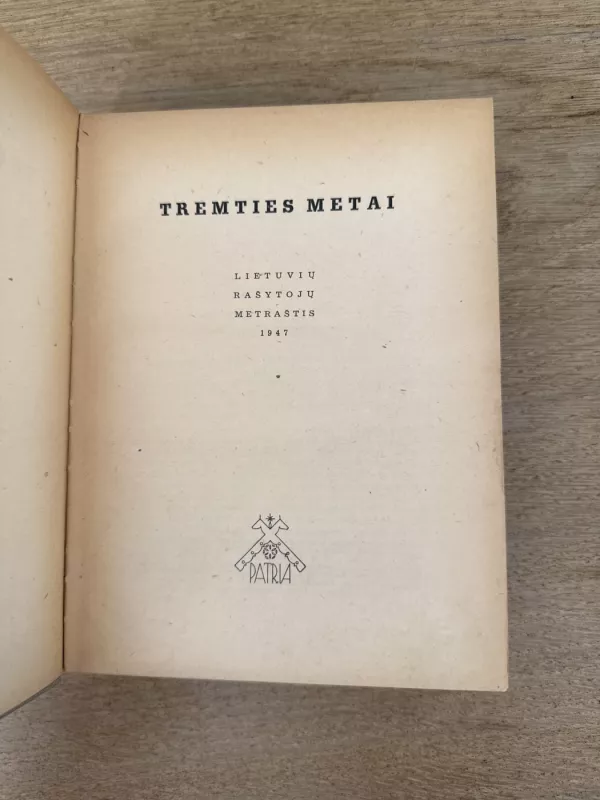 TREMTIES METAI
LIETUVIŲ
RAŠYTOJŲ
METRAŠTIS
1947
PATRIA